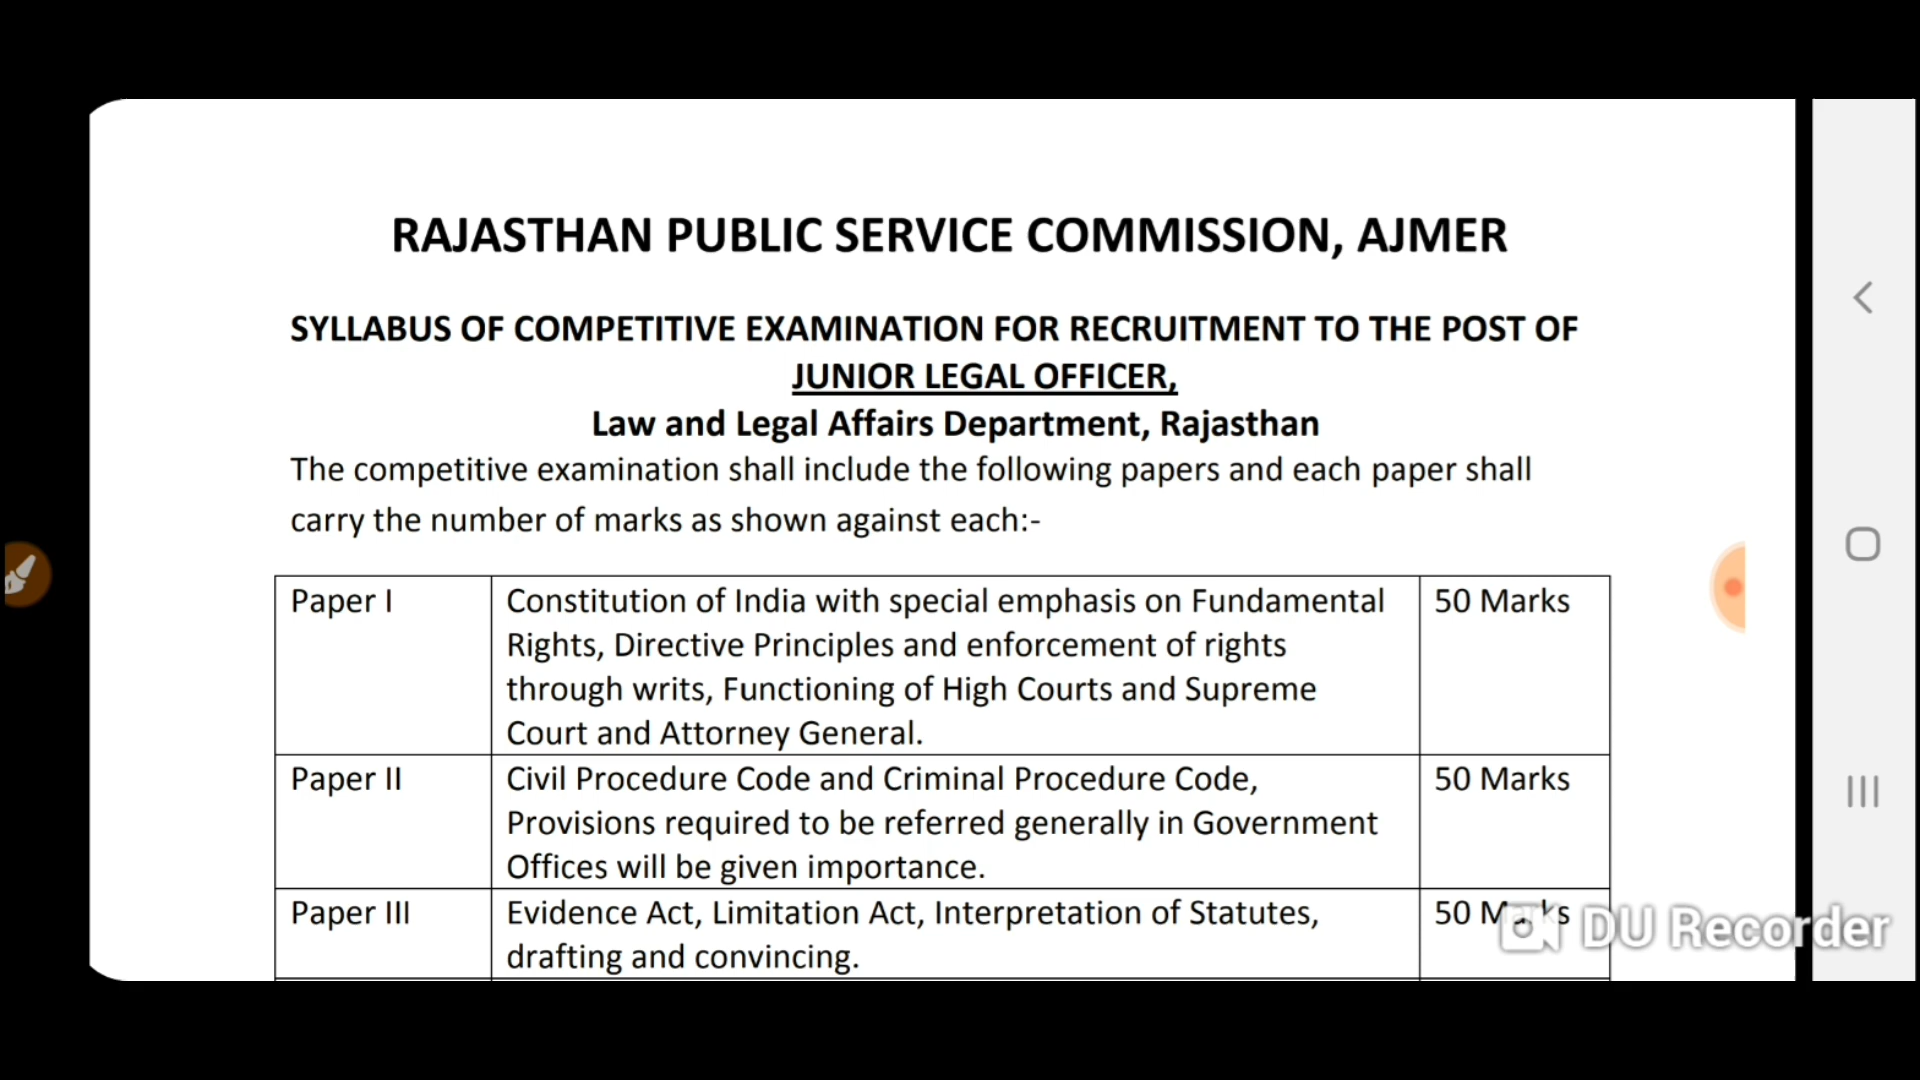 RAJASTHAN PUBLIC SERVICE COMMISSION, AJMER
SYLLABUS OF COMPETITIVE EXAMINATION FOR RECRUITMENT TO THE POST OF
JUNIOR LEGAL OFFICER,
Law and Legal Affairs Department, Rajasthan
The competitive examination shall include the following papers and each paper shall
carry the number of marks as shown against each:-
Paper I
Constitution of India with special emphasis on Fundamental
Rights, Directive Principles and enforcement of rights
through writs, Functioning of High Courts and Supreme
Court and Attorney General.
50 Marks
Paper II
Civil Procedure Code and Criminal Procedure Code,
Provisions required to be referred generally in Government
Offices will be given importance.
50 Marks
Paper III
Evidence Act, Limitation Act, Interpretation of Statutes,
drafting and convincing.
50 Marks
DU Recorder